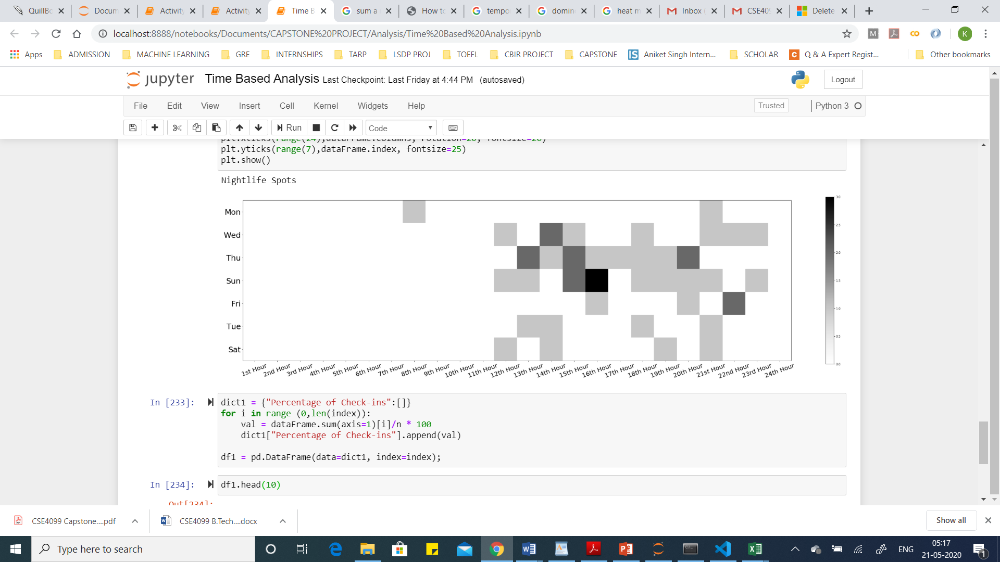 QuillBo
Docum
Activity
Activity
Time B
sum a
How to
tempo
domin
heat m
Inbox (
CSE409
Delete
localhost:8888/notebooks/Documents/CAPSTONE%20PROJECT/Analysis/Time%20Based%20Analysis.ipynb
M
K
Apps
ADMISSION
MACHINE LEARNING
GRE
INTERNSHIPS
TARP
LSDP PROJ
TOEFL
CBIR PROJECT
CAPSTONE
Aniket Singh Intern...
SCHOLAR
Q & A Expert Regist...
Other bookmarks
jupyter
Time Based Analysis Last Checkpoint: Last Friday at 4:44 PM (autosaved)
Logout
File
Edit
View
Insert
Cell
Kernel
Widgets
Help
Trusted
Python 3
Run
Code
plt.xticks(range(24),dataFrame.columns, rotation=20, fontsize=20)
plt.yticks(range(7),dataFrame.index, fontsize=25)
plt.show()
Nightlife Spots
Mon
Wed
Thu
Sun
Fri
Tue
Sat
1st Hour
2nd Hour
3rd Hour
4th Hour
5th Hour
6th Hour
7th Hour
8th Hour
9th Hour
10th Hour
11th Hour
12th Hour
13th Hour
14th Hour
15th Hour
16th Hour
17th Hour
18th Hour
19th Hour
20th Hour
21st Hour
22nd Hour
23rd Hour
24th Hour
3.0
2.5
2.0
1.5
1.0
0.5
0.0
In [233]:
dict1 = {"Percentage of Check-ins":[]}
for i in range (0,len(index)):
    val = dataFrame.sum(axis=1)[i]/n * 100
    dict1["Percentage of Check-ins"].append(val)
df1 = pd.DataFrame(data=dict1, index=index);
In [234]:
df1.head(10)
Out[234]:
CSE4099 Capstone....pdf
CSE4099 B.Tech....docx
Show all
Type here to search
ENG
05:17
21-05-2020
1